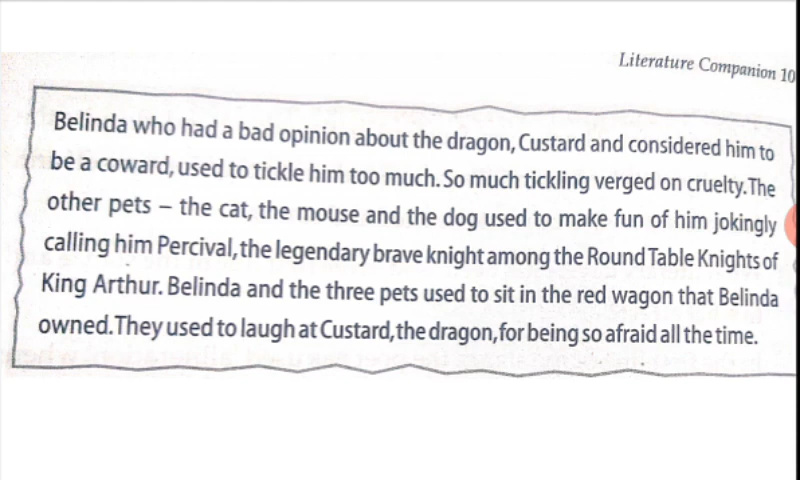 Literature Companion 10
Belinda who had a bad opinion about the dragon, Custard and considered him to
be a coward, used to tickle him too much. So much tickling verged on cruelty. The
other pets – the cat, the mouse and the dog used to make fun of him jokingly
calling him Percival, the legendary brave knight among the Round Table Knights of
King Arthur. Belinda and the three pets used to sit in the red wagon that Belinda
owned. They used to laugh at Custard, the dragon, for being so afraid all the time.